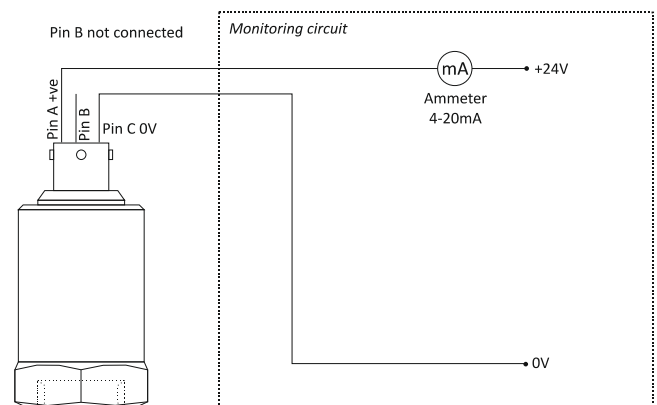 Pin B not connected
Monitoring circuit
Pin A +ve
Pin B
Pin C 0V
mA
+24V
Ammeter
4-20mA
0V